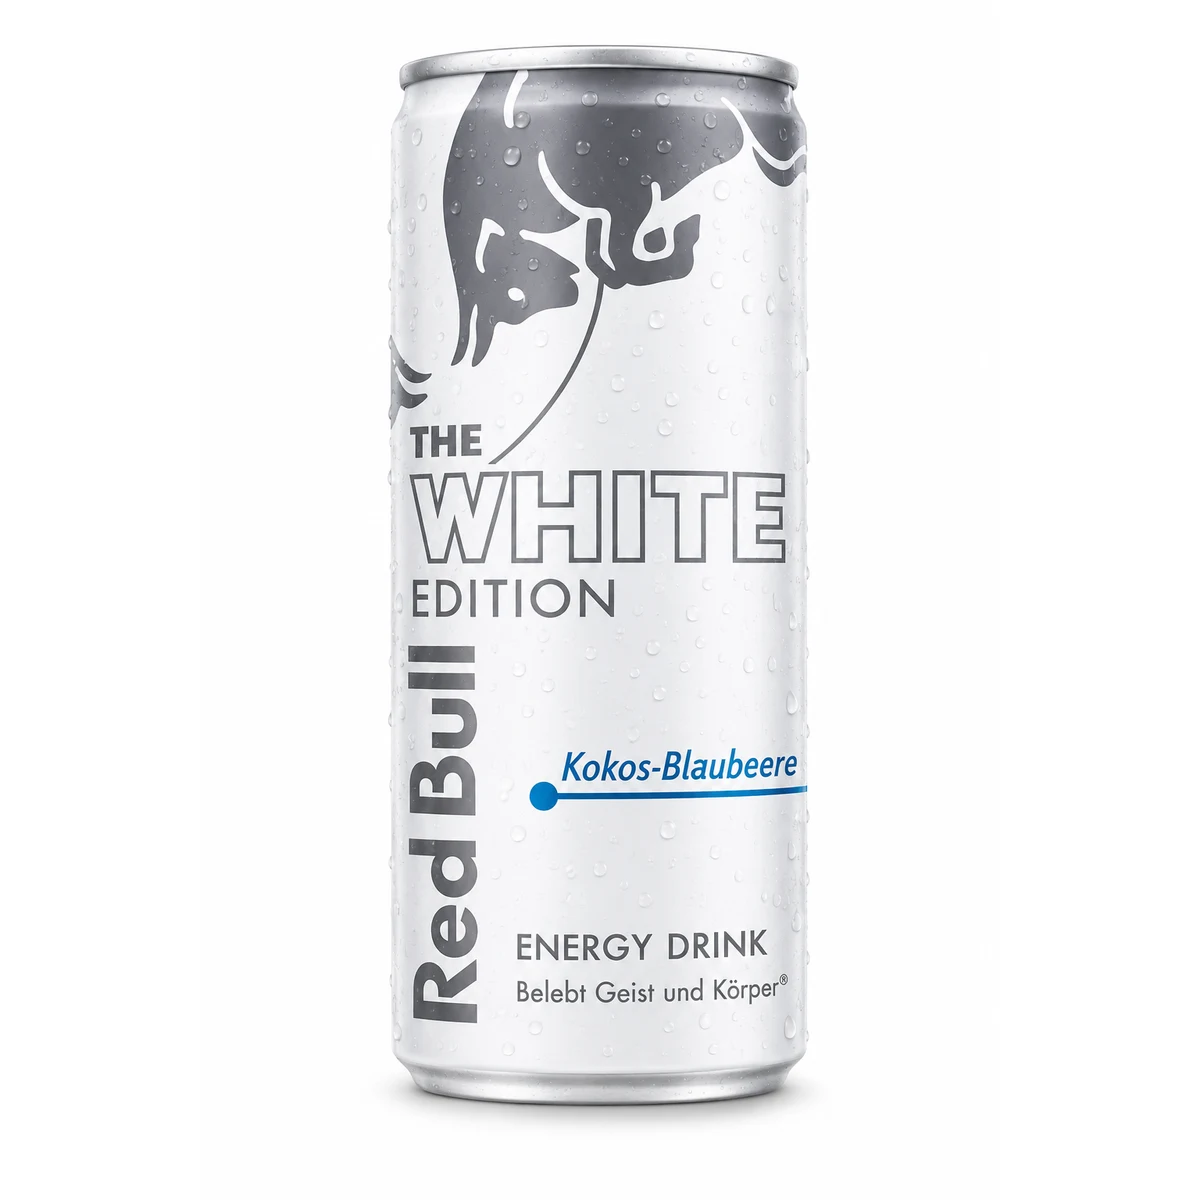 THE
WHITE
EDITION
Red Bull
Kokos-Blaubeere
ENERGY DRINK
Belebt Geist und Körper®